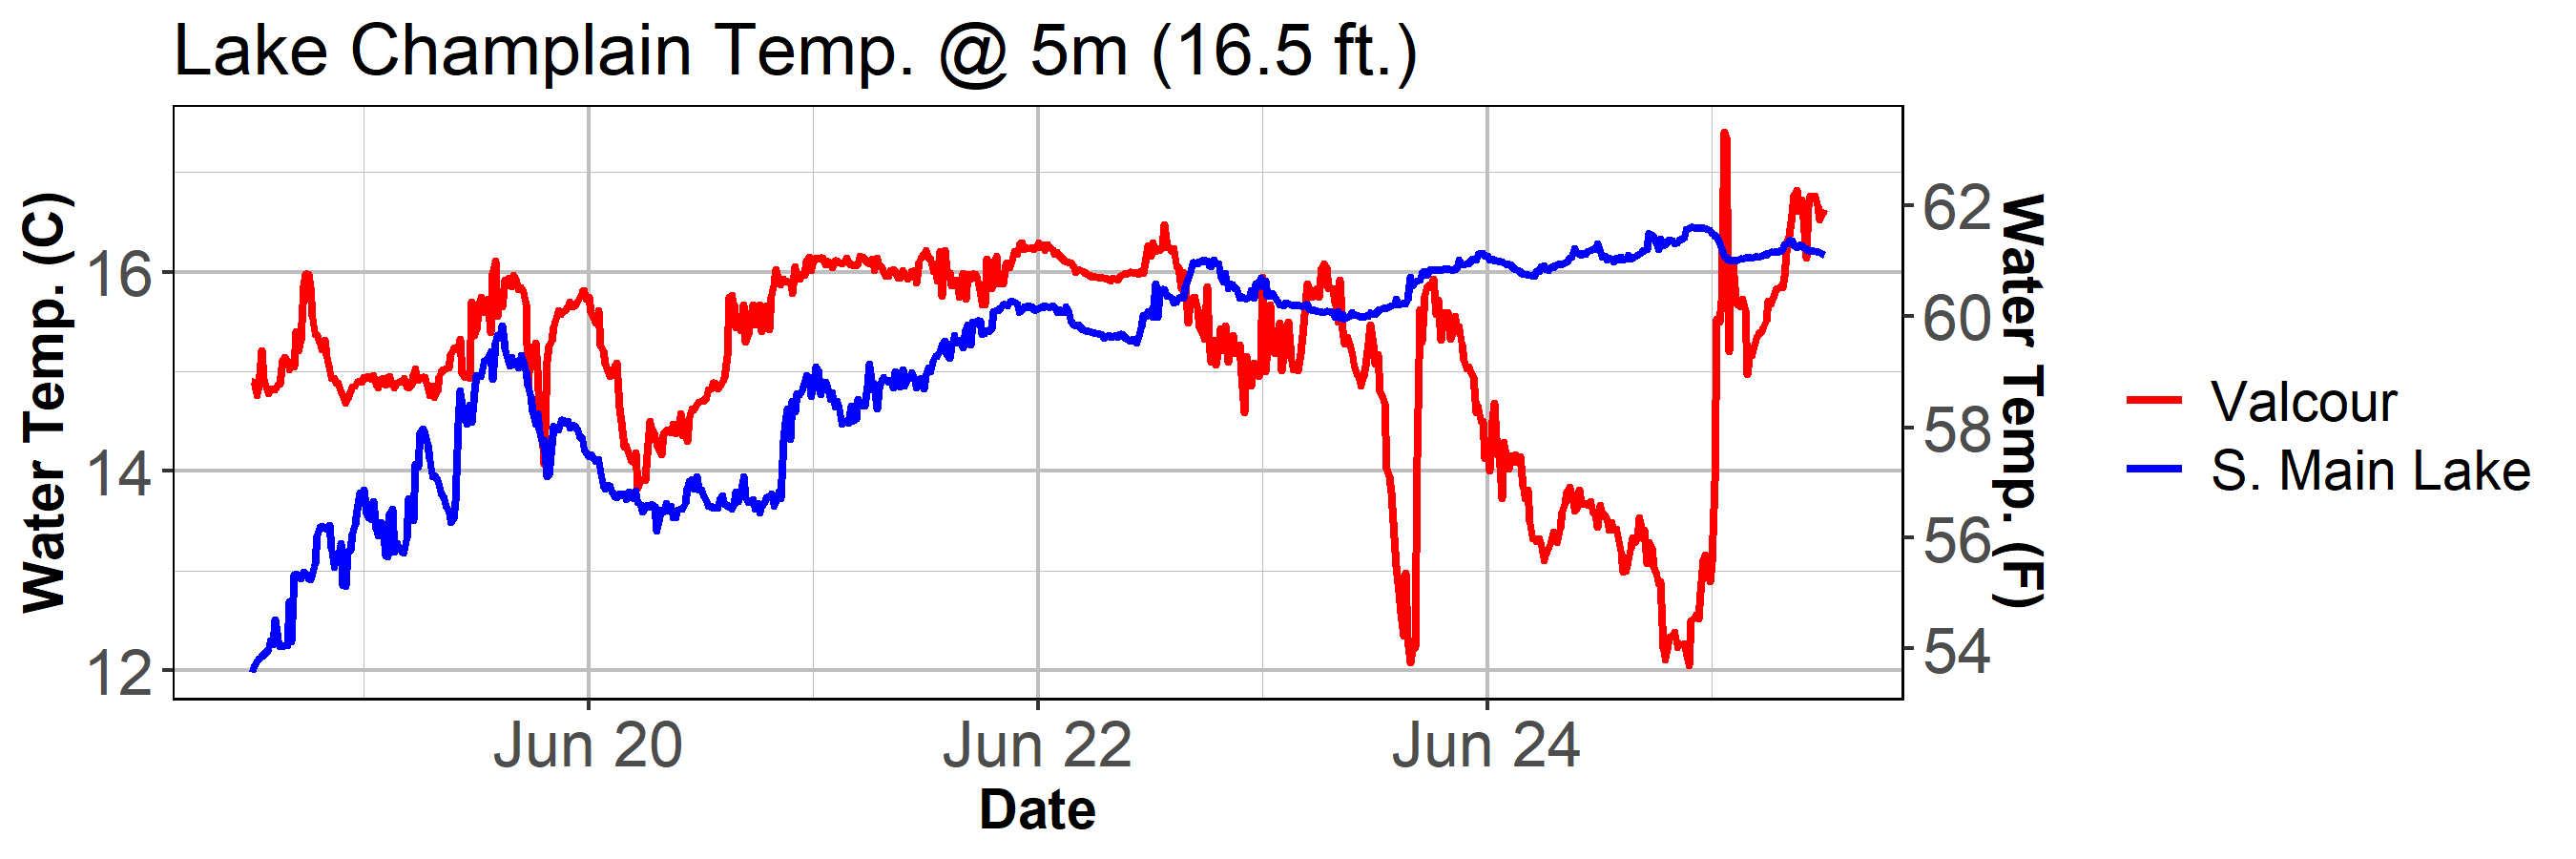 Lake Champlain Temp. @ 5m (16.5 ft.)
Water Temp. (C)
16
14
12
62
60
58
56
54
Water Temp. (F)
Jun 20
Jun 22
Jun 24
Date
Valcour
S. Main Lake